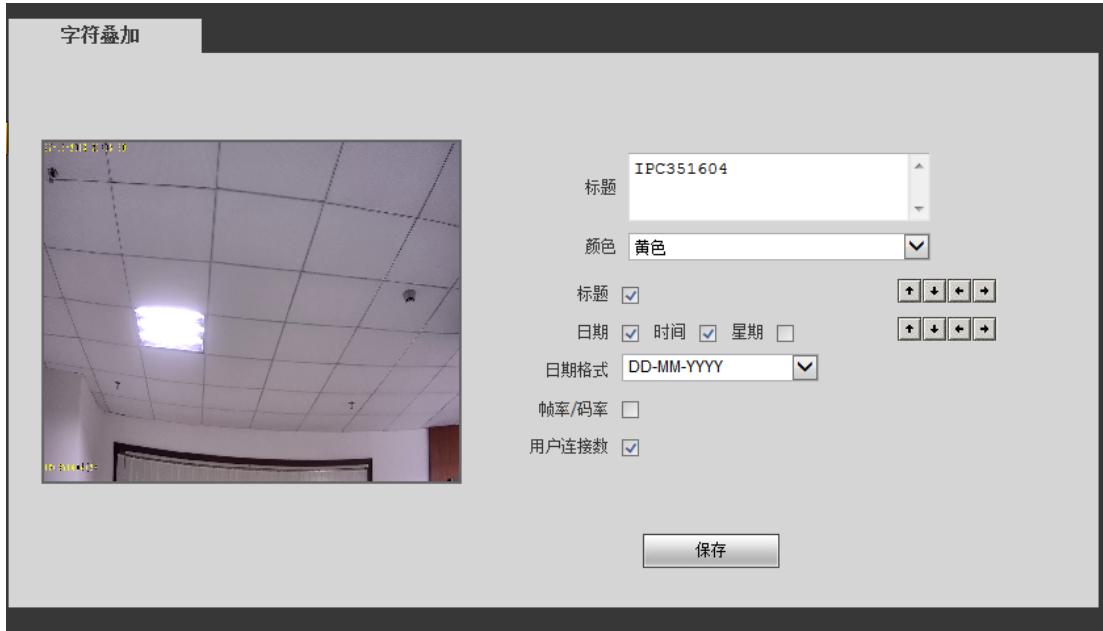 字符叠加
标题 IPC351604
颜色 黄色
标题
日期 时间 星期
日期格式 DD-MM-YYYY
帧率/码率
用户连接数
保存